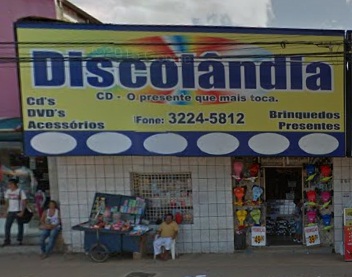 Discolândia
CD - O presente que mais toca.
Cd's
DVD's
Acessórios
Fone: 3224-5812
Brinquedos
Presentes